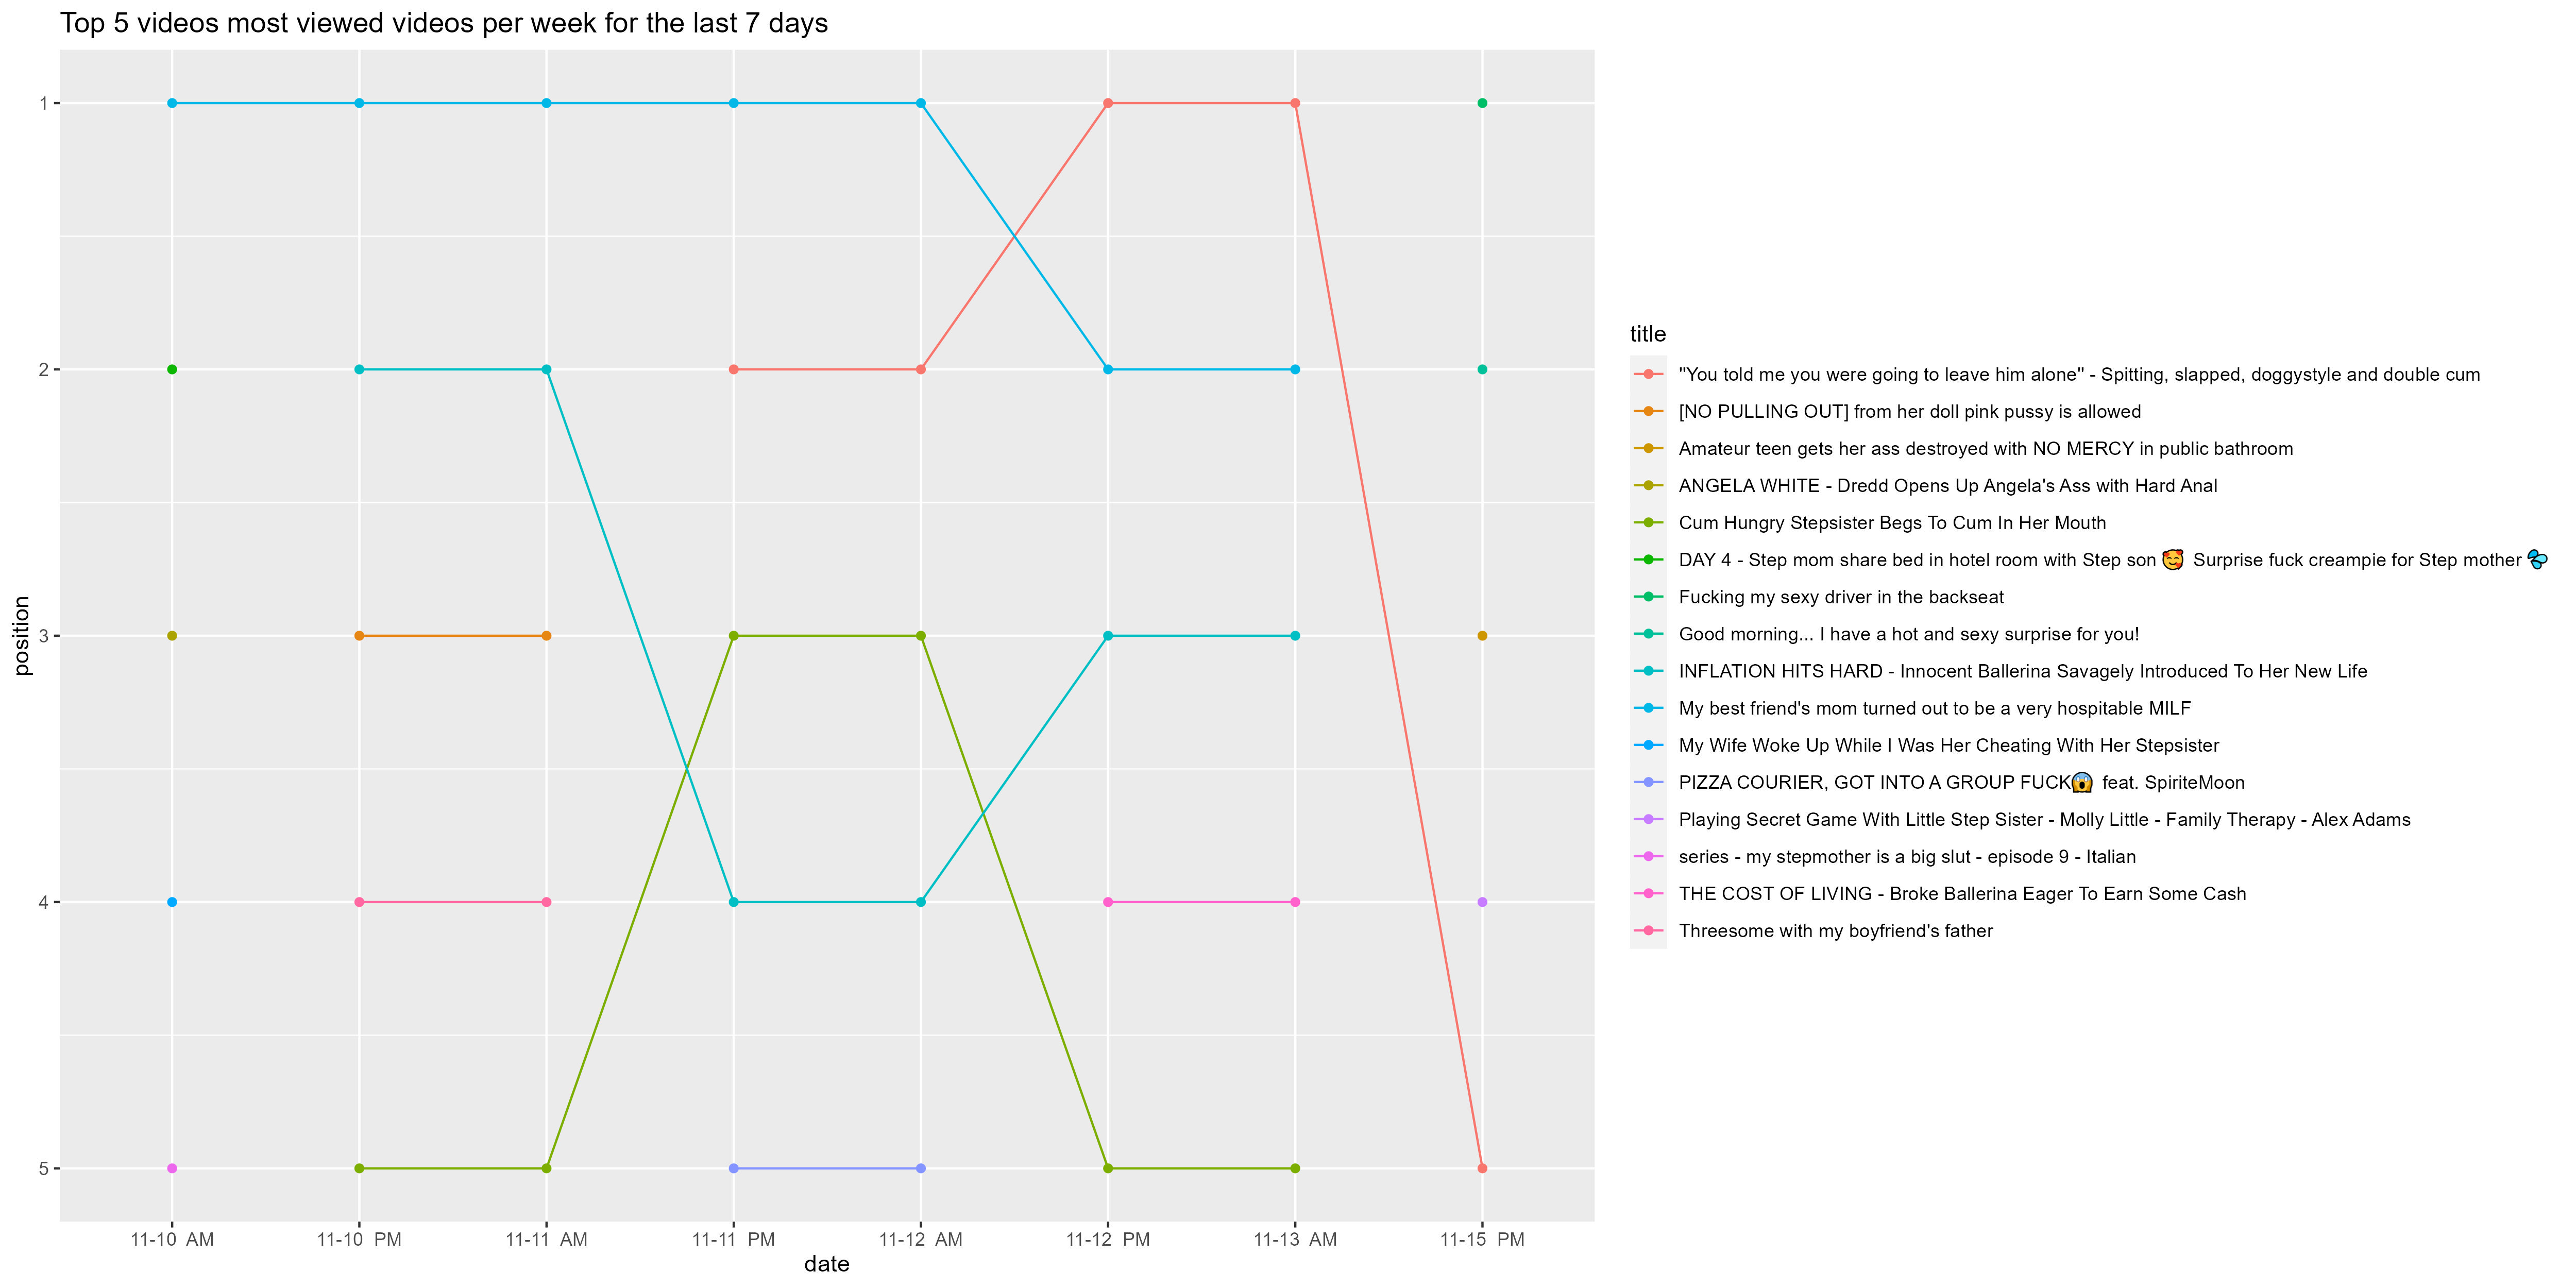 Top 5 videos most viewed videos per week for the last 7 days
position
1
2
3
4
5
11-10 AM
11-10 PM
11-11 AM
11-11 PM
11-12 AM
11-12 PM
11-13 AM
11-15 PM
date
title
"You told me you were going to leave him alone" - Spitting, slapped, doggystyle and double cum
[NO PULLING OUT] from her doll pink pussy is allowed
Amateur teen gets her ass destroyed with NO MERCY in public bathroom
ANGELA WHITE - Dredd Opens Up Angela's Ass with Hard Anal
Cum Hungry Stepsister Begs To Cum In Her Mouth
DAY 4 - Step mom share bed in hotel room with Step son 🥰 Surprise fuck creampie for Step mother 💦
Fucking my sexy driver in the backseat
Good morning... I have a hot and sexy surprise for you!
INFLATION HITS HARD - Innocent Ballerina Savagely Introduced To Her New Life
My best friend's mom turned out to be a very hospitable MILF
My Wife Woke Up While I Was Her Cheating With Her Stepsister
PIZZA COURIER, GOT INTO A GROUP FUCK😱 feat. SpiriteMoon
Playing Secret Game With Little Step Sister - Molly Little - Family Therapy - Alex Adams
series - my stepmother is a big slut - episode 9 - Italian
THE COST OF LIVING - Broke Ballerina Eager To Earn Some Cash
Threesome with my boyfriend's father